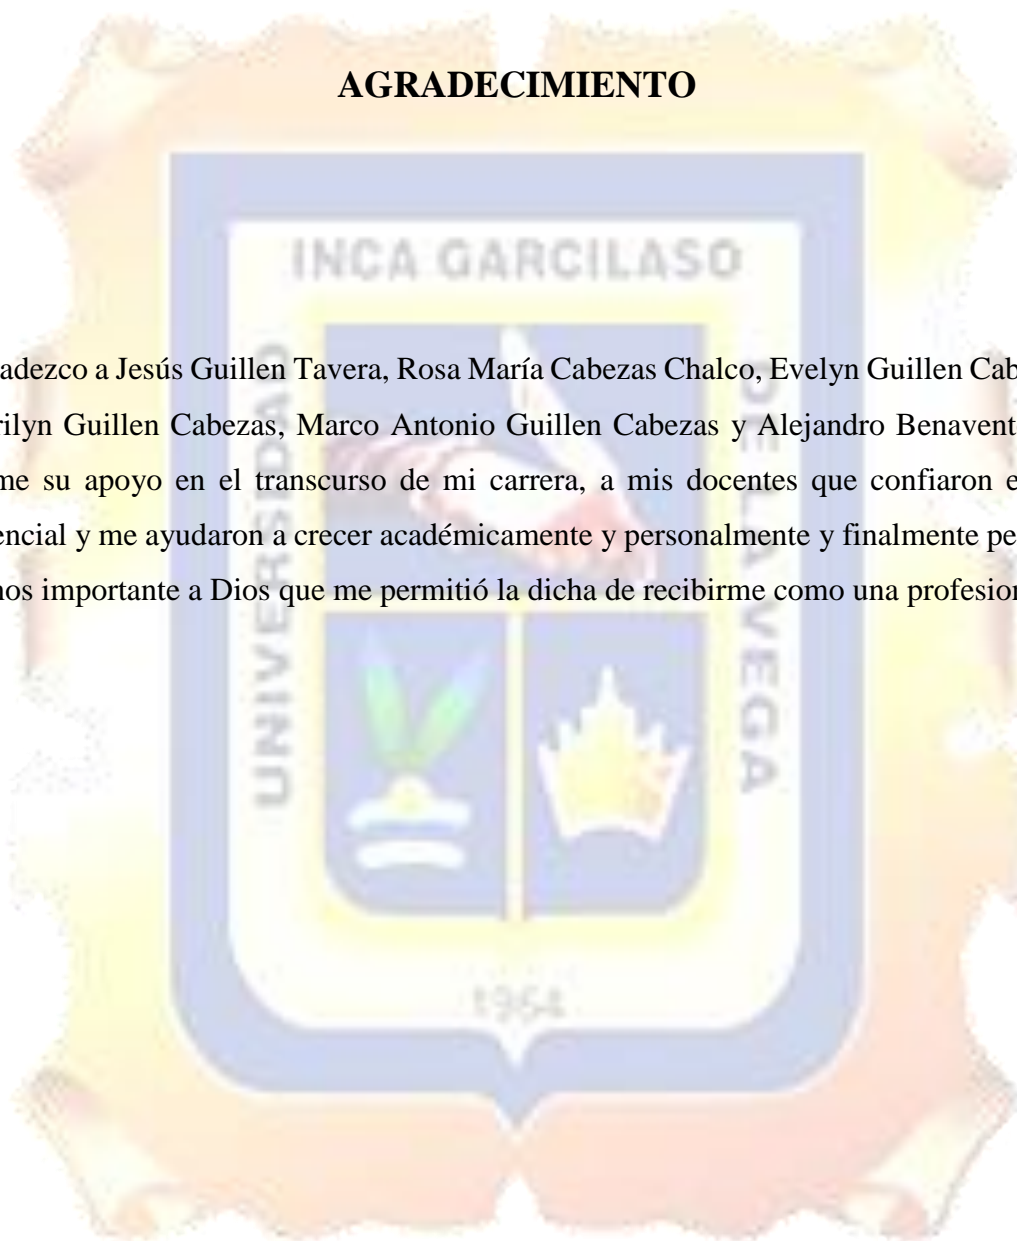 AGRADECIMIENTO
INCA GARCILASO
UNIVERSIDAD
DE LA VEGA
adezco a Jesús Guillen Tavera, Rosa María Cabezas Chalco, Evelyn Guillen Cab
rilyn Guillen Cabezas, Marco Antonio Guillen Cabezas y Alejandro Benavent
me su apoyo en el transcurso de mi carrera, a mis docentes que confiaron e
encial y me ayudaron a crecer académicamente y personalmente y finalmente pe
nos importante a Dios que me permitió la dicha de recibirme como una profesion
1964